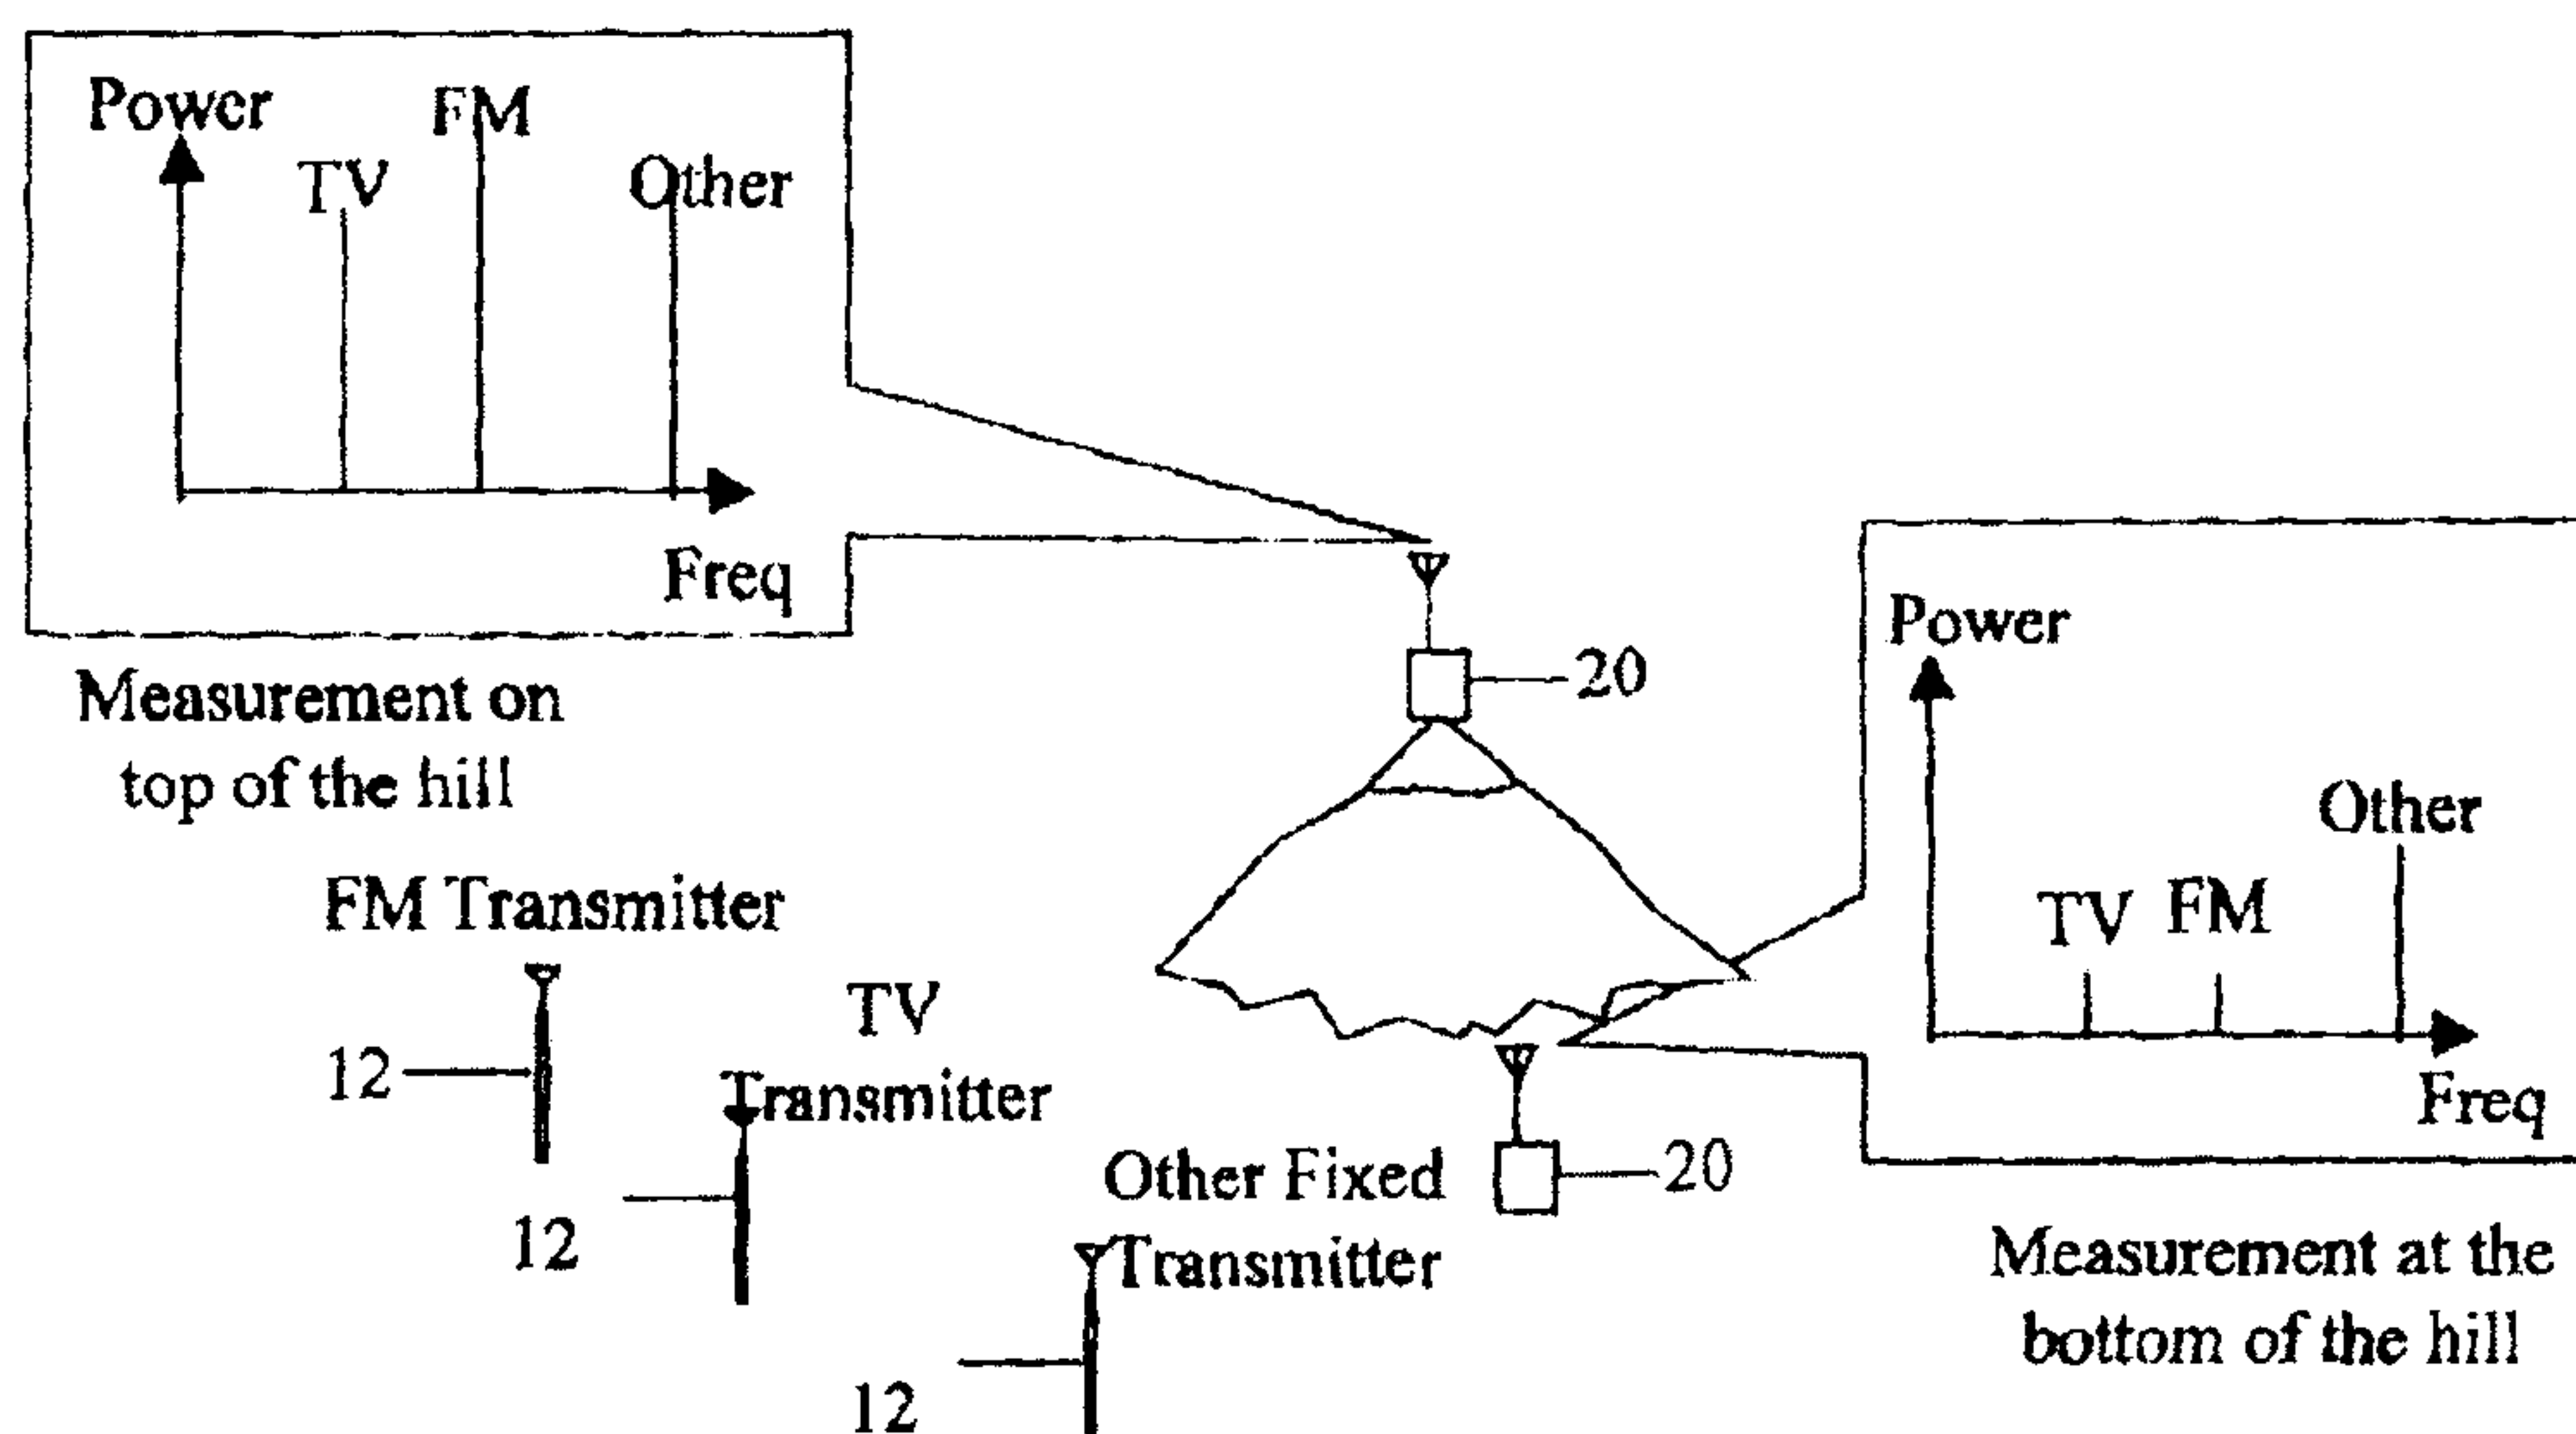 Power
FM
TV
Other
Freq
Measurement on
top of the hill
20
Power
Other
TV FM
Freq
Measurement at the
bottom of the hill
FM Transmitter
12
TV
Transmitter
12
Other Fixed
Transmitter
12
20